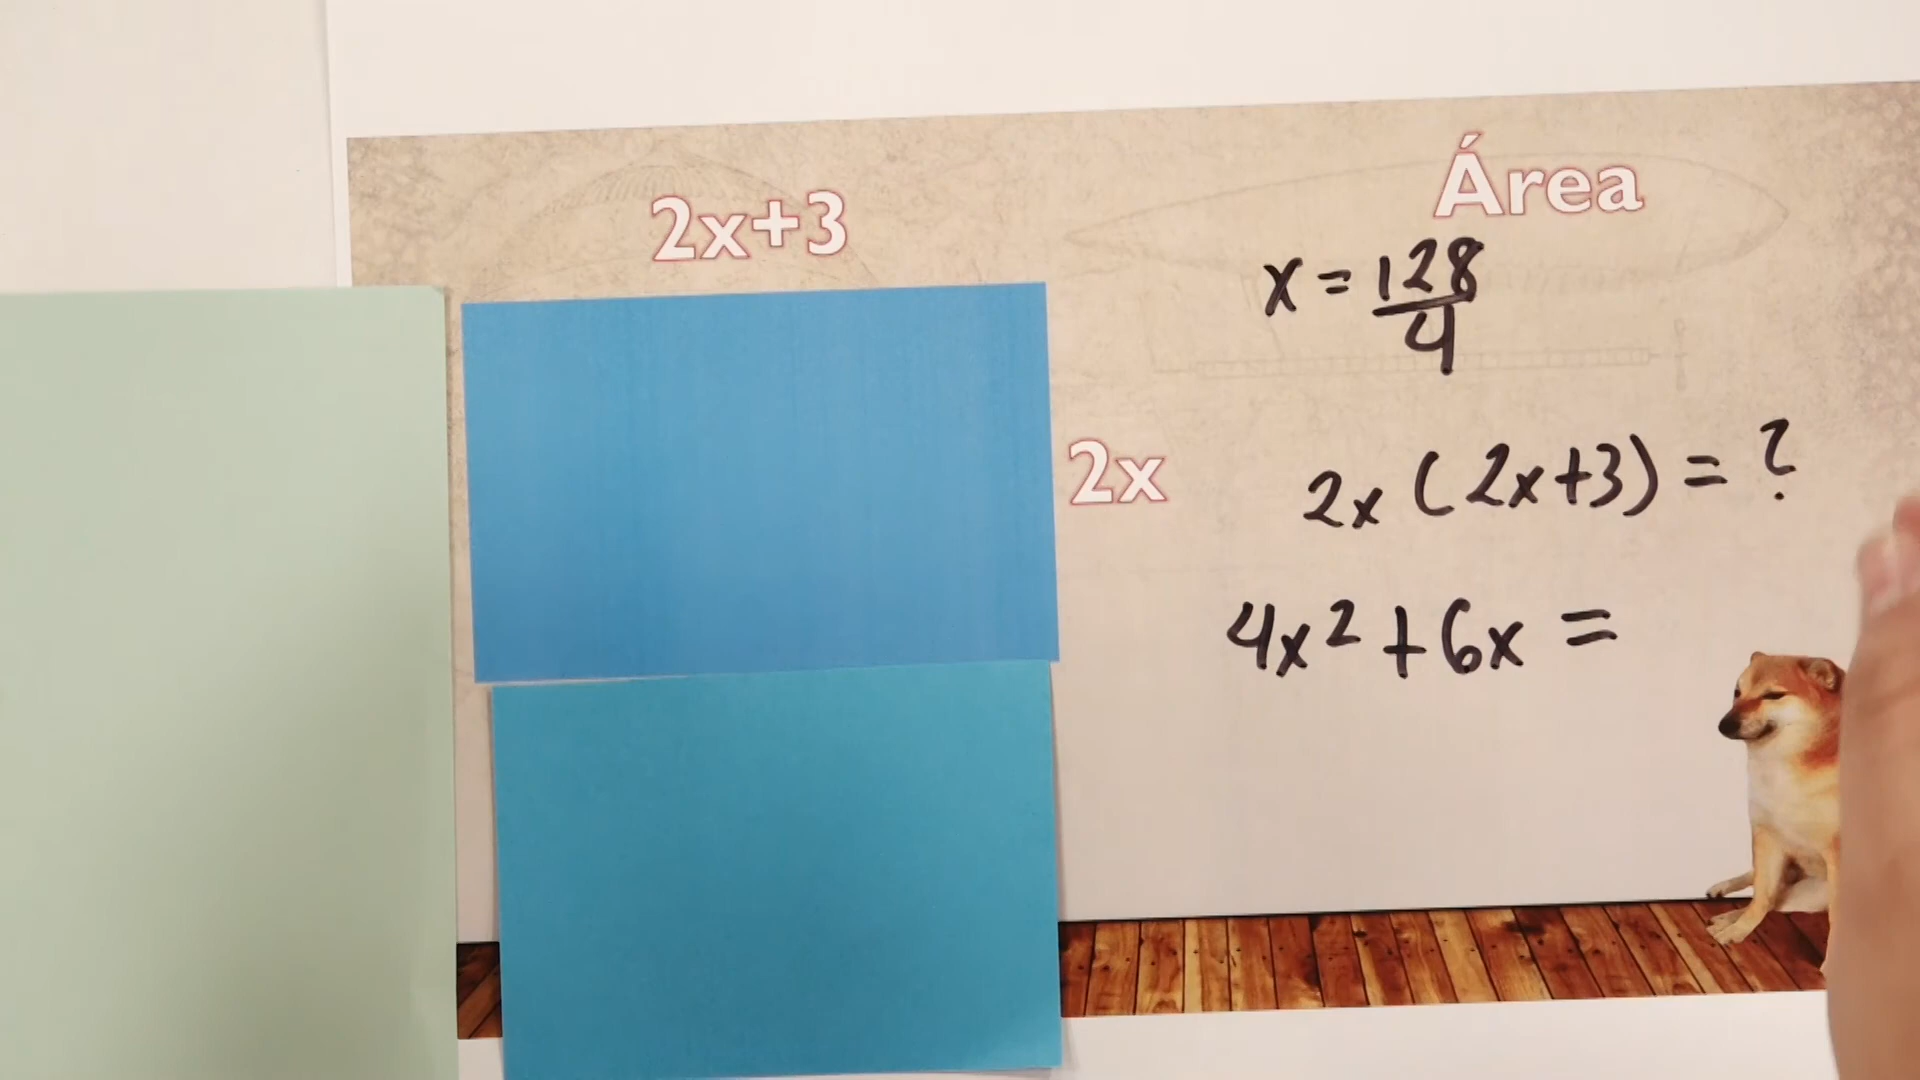 2x+3
Área
x = 128/4
2x
2x (2x+3) = ?
4x² + 6x =